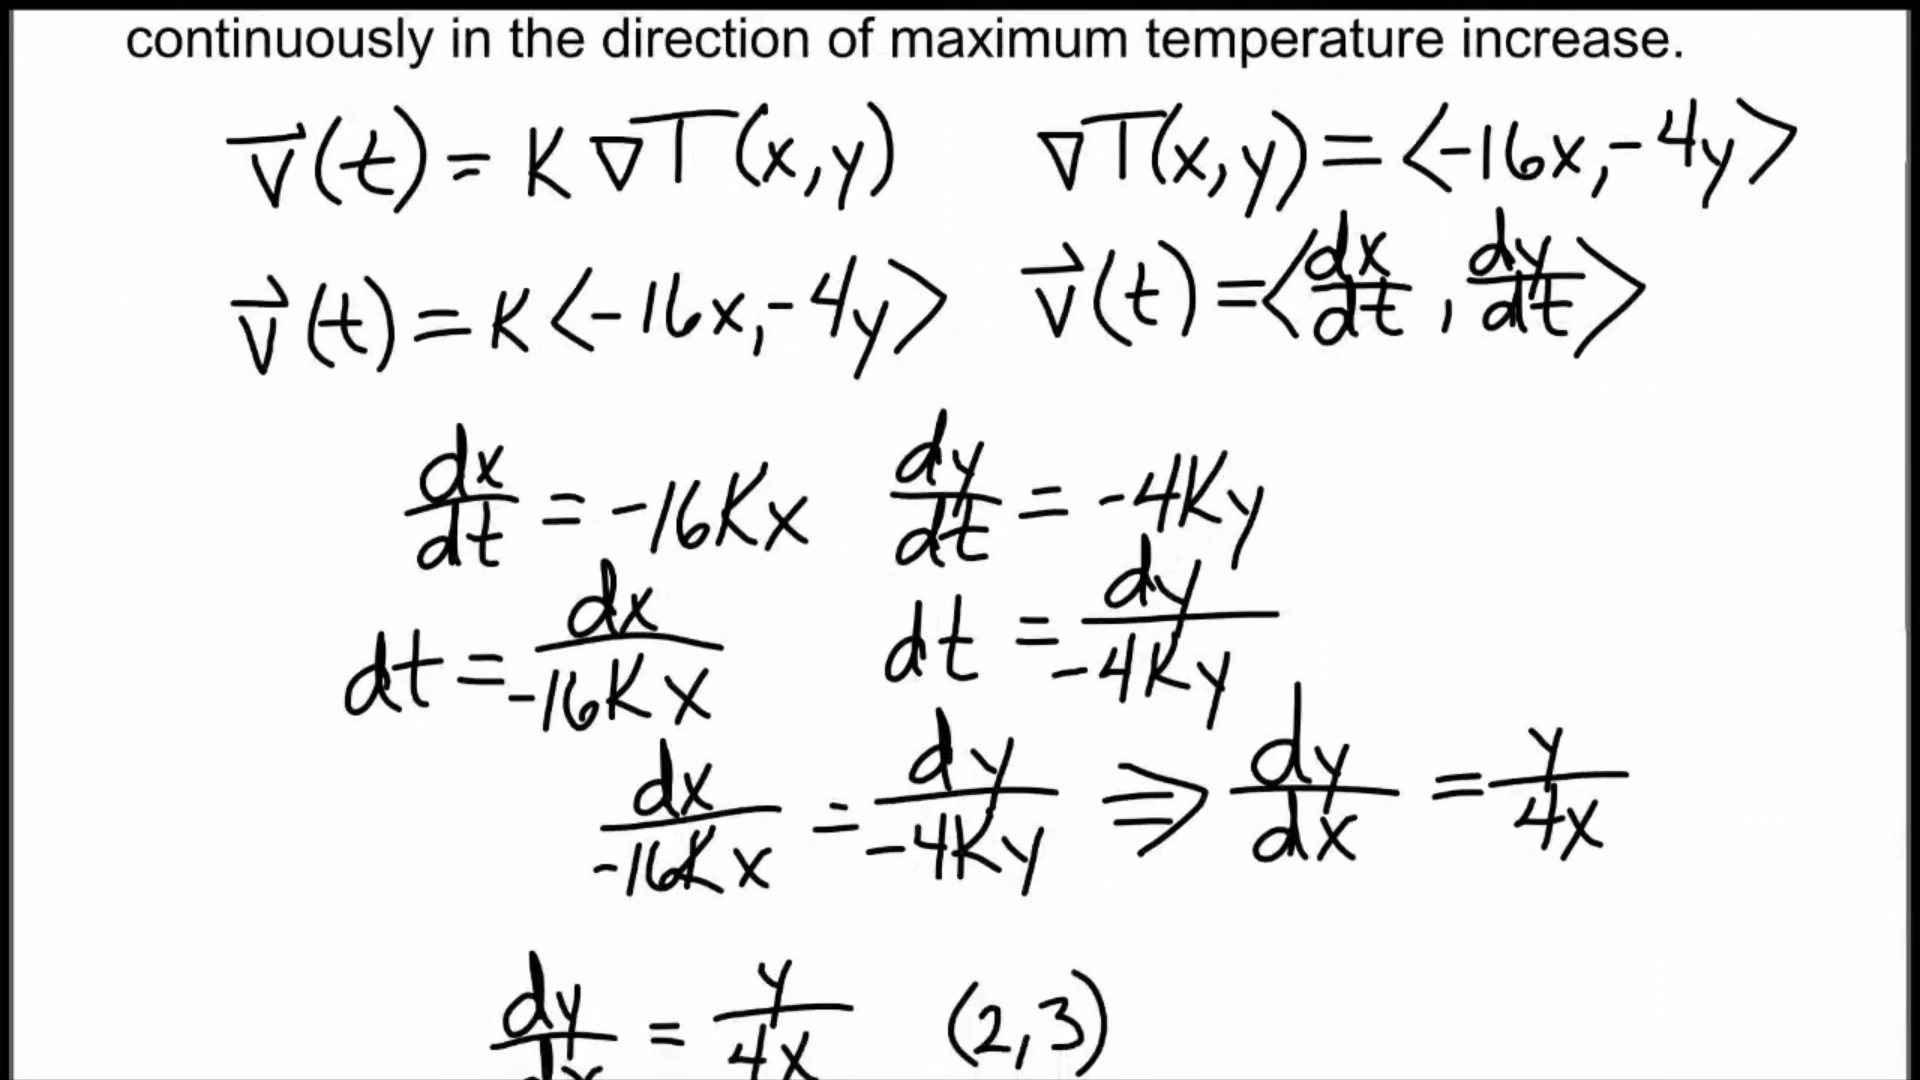 continuously in the direction of maximum temperature increase.
v⃗(t) = K ∇T(x,y)   ∇T(x,y) = <-16x, -4y>
v⃗(t) = K <-16x, -4y>   v⃗(t) = <dx/dt, dy/dt>
dx/dt = -16Kx   dy/dt = -4Ky
dt = dx/-16Kx   dt = dy/-4Ky
dx/-16Kx = dy/-4Ky ⇒ dy/dx = y/4x
dy/dx = y/4x   (2,3)